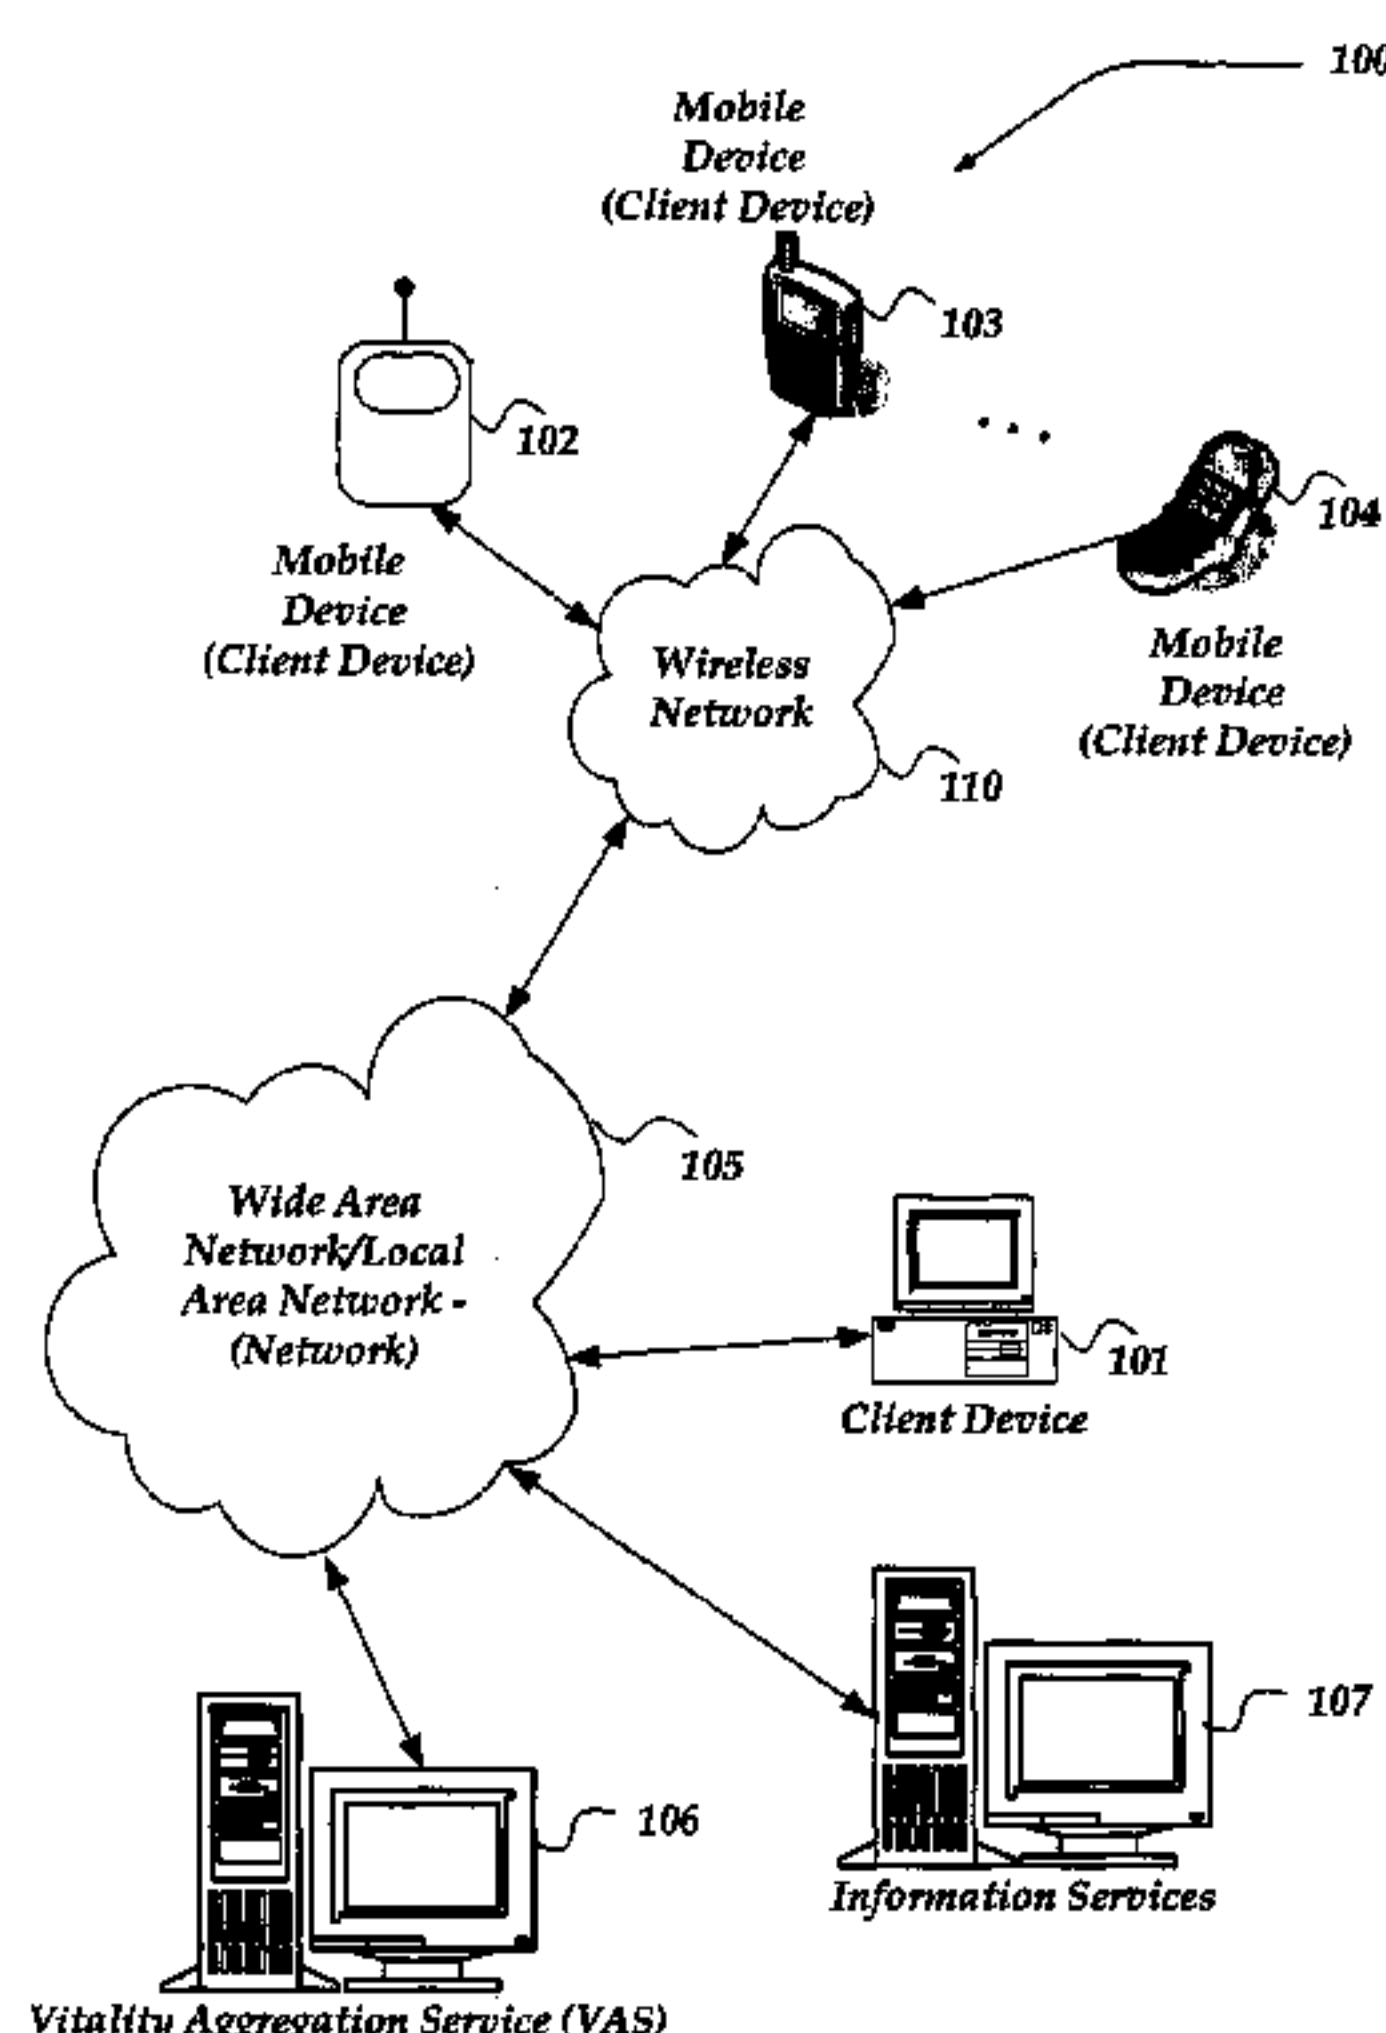 100
Mobile
Device
(Client Device)
103
102
104
Mobile
Device
(Client Device)
Wireless
Network
Mobile
Device
(Client Device)
110
105
Wide Area
Network/Local
Area Network -
(Network)
101
Client Device
107
106
Information Services
Vitality Aggregation Service (VAS)